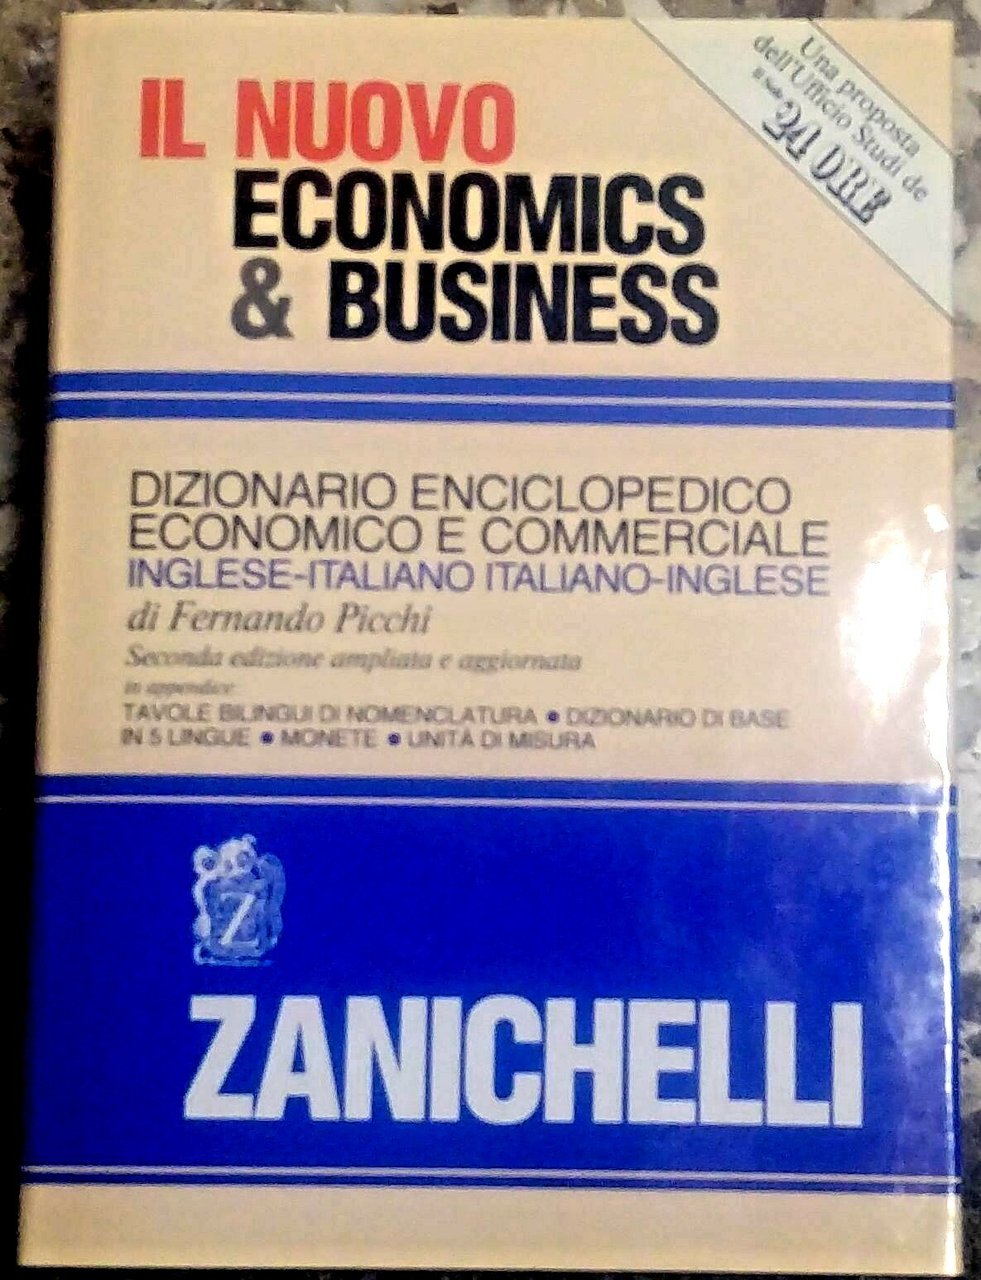 Una proposta
dell'Ufficio Studi de
Il Sole
24 ORE
IL NUOVO
ECONOMICS
& BUSINESS
DIZIONARIO ENCICLOPEDICO
ECONOMICO E COMMERCIALE
INGLESE-ITALIANO ITALIANO-INGLESE
di Fernando Picchi
Seconda edizione ampliata e aggiornata
in appendice:
TAVOLE BILINGUI DI NOMENCLATURA • DIZIONARIO DI BASE
IN 5 LINGUE • MONETE • UNITÀ DI MISURA
Z
ZANICHELLI